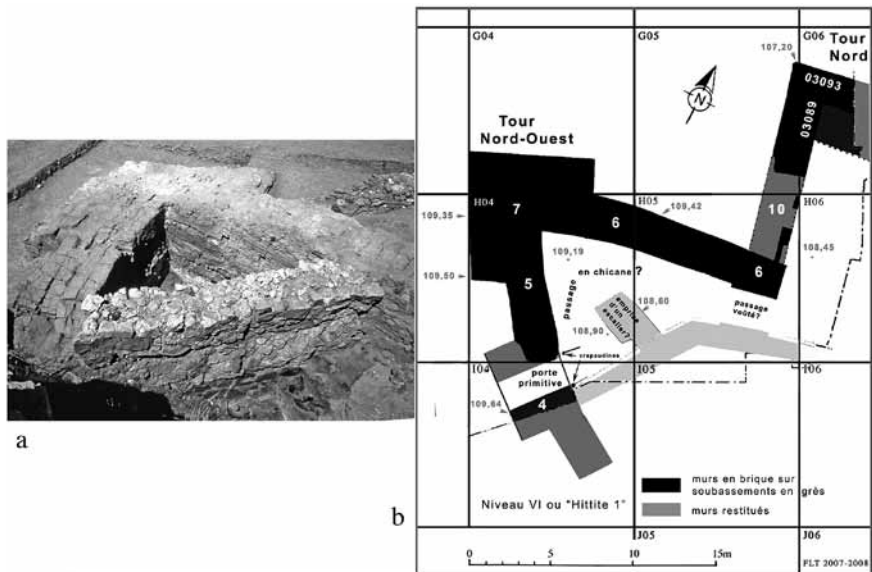 G04
G05
G06
107,20
Tour
Nord
03093
03089
N
Tour
Nord-Ouest
H04
H05
H06
109,35
7
6
109,42
10
108,45
109,19
109,50
5
en chicane ?
passage
6
emprise
d'un
escalier?
108,60
passage
voûté?
108,90
crapaudines
I04
I05
I06
porte
primitive
109,64
4
a
b
murs en brique sur
soubassements en grès
murs restitués
Niveau VI ou "Hittite 1"
J05
J06
0 5 10 15m
FLT 2007-2008